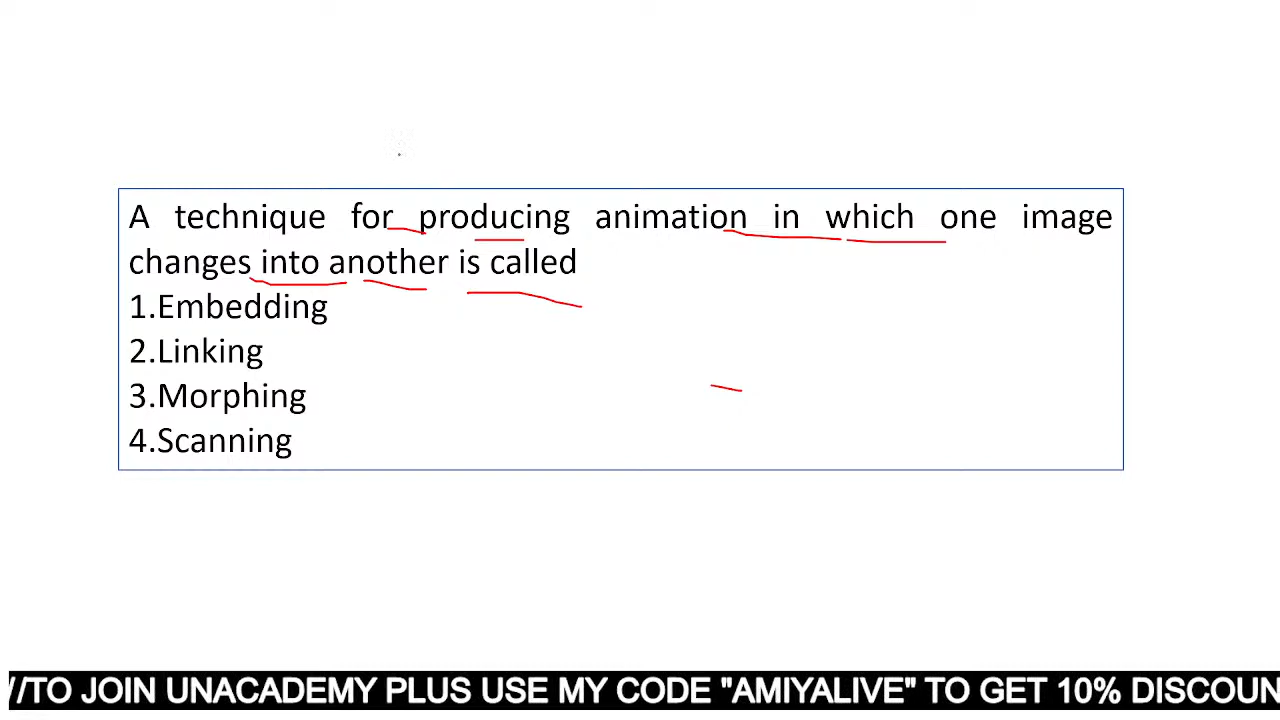 A technique for producing animation in which one image
changes into another is called
1.Embedding
2.Linking
3.Morphing
4.Scanning
//TO JOIN UNACADEMY PLUS USE MY CODE "AMIYALIVE" TO GET 10% DISCOUN